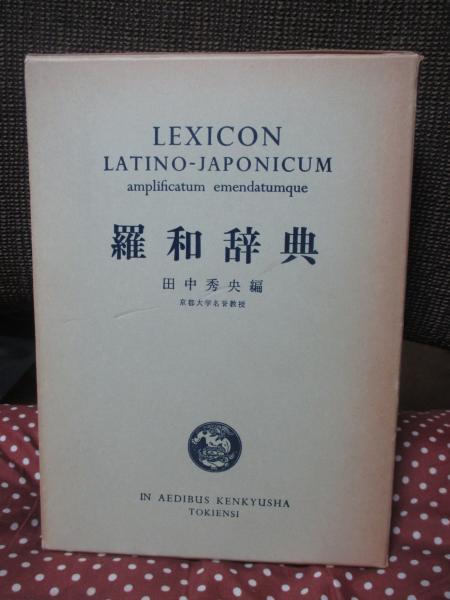 LEXICON
LATINO-JAPONICUM
amplificatum emendatumque
羅和辞典
田中秀央編
京都大学名誉教授
IN AEDIBUS KENKYUSHA
TOKIENSI